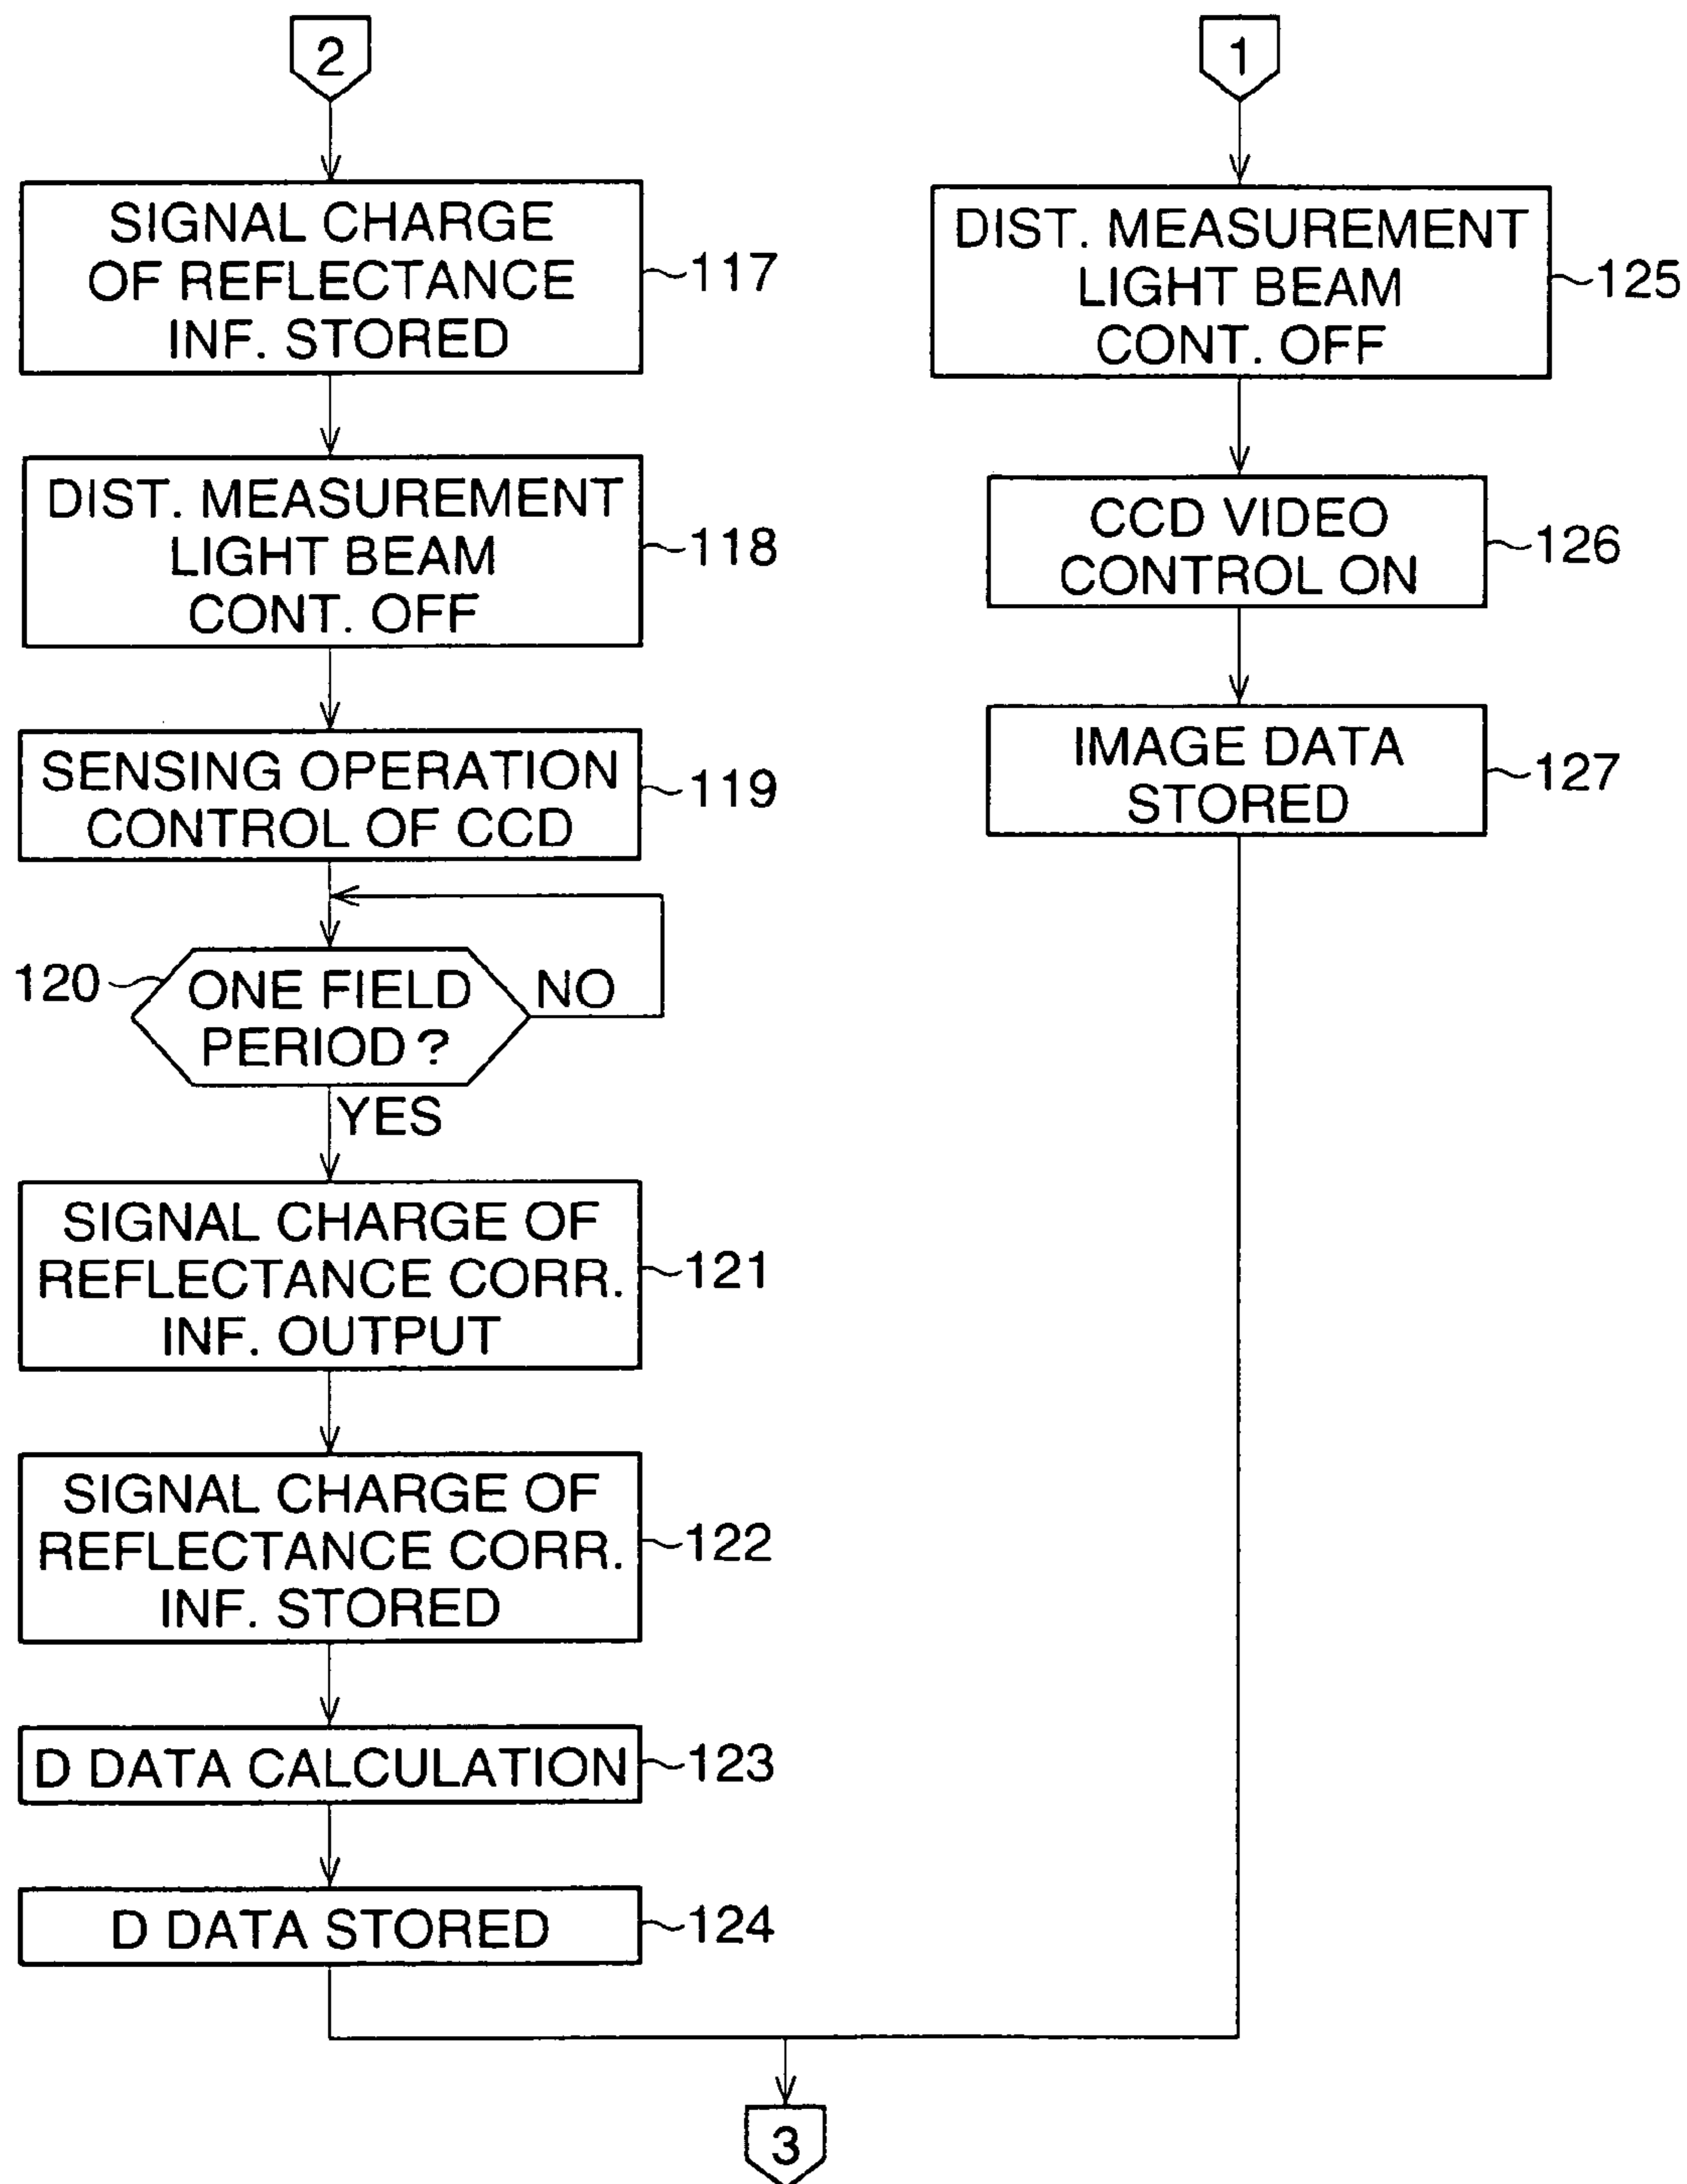 2
SIGNAL CHARGE
OF REFLECTANCE
INF. STORED
117
DIST. MEASUREMENT
LIGHT BEAM
CONT. OFF
118
SENSING OPERATION
CONTROL OF CCD
119
120
ONE FIELD
PERIOD ?
NO
YES
SIGNAL CHARGE OF
REFLECTANCE CORR.
INF. OUTPUT
121
SIGNAL CHARGE OF
REFLECTANCE CORR.
INF. STORED
122
D DATA CALCULATION
123
D DATA STORED
124
1
DIST. MEASUREMENT
LIGHT BEAM
CONT. OFF
125
CCD VIDEO
CONTROL ON
126
IMAGE DATA
STORED
127
3